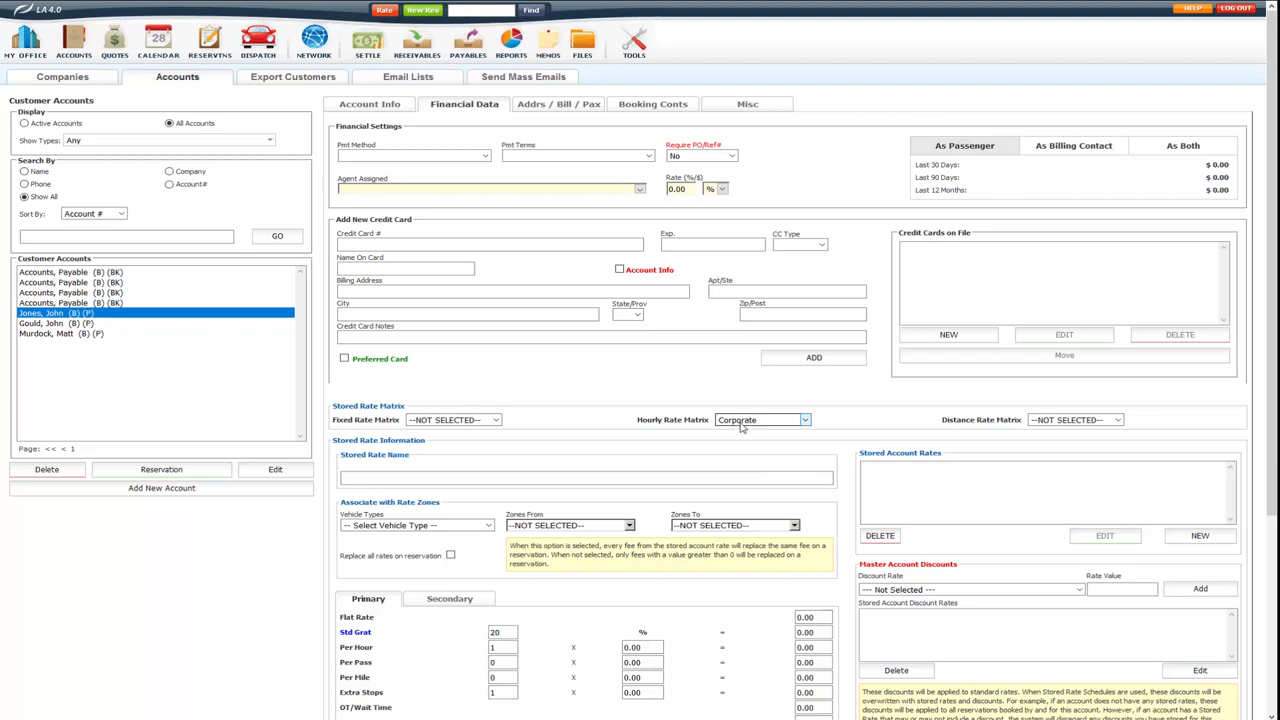 LA 4.0
Rate
New Res
Find
HELP
LOG OUT
MY OFFICE
ACCOUNTS
QUOTES
28
CALENDAR
RESERVTNS
DISPATCH
NETWORK
SETTLE
RECEIVABLES
PAYABLES
REPORTS
MEMOS
FILES
TOOLS
Companies
Accounts
Export Customers
Email Lists
Send Mass Emails
Customer Accounts
Display
Active Accounts
All Accounts
Show Types: Any
Search By
Name
Company
Phone
Account#
Show All
Sort By: Account #
GO
Customer Accounts
Accounts, Payable (B) (BK)
Accounts, Payable (B) (BK)
Accounts, Payable (B) (BK)
Accounts, Payable (B) (BK)
Jones, John (B) (P)
Gould, John (B) (P)
Murdock, Matt (B) (P)
Page: << < 1
Delete
Reservation
Edit
Add New Account
Account Info
Financial Data
Addrs / Bill / Pax
Booking Conts
Misc
Financial Settings
Pmt Method
Pmt Terms
Require PO/Ref#
No
Agent Assigned
Rate (%/$)
0.00
%
As Passenger
As Billing Contact
As Both
Last 30 Days: $ 0.00
Last 90 Days: $ 0.00
Last 12 Months: $ 0.00
Add New Credit Card
Credit Card #
Exp.
CC Type
Name On Card
Account Info
Billing Address
Apt/Ste
City
State/Prov
Zip/Post
Credit Card Notes
Preferred Card
ADD
Credit Cards on File
NEW
EDIT
DELETE
Move
Stored Rate Matrix
Fixed Rate Matrix --NOT SELECTED--
Hourly Rate Matrix Corporate
Distance Rate Matrix --NOT SELECTED--
Stored Rate Information
Stored Rate Name
Associate with Rate Zones
Vehicle Types
Zones From
Zones To
-- Select Vehicle Type --
--NOT SELECTED--
--NOT SELECTED--
Replace all rates on reservation
When this option is selected, every fee from the stored account rate will replace the same fee on a
reservation. When not selected, only fees with a value greater than 0 will be replaced on a
reservation.
Primary
Secondary
Flat Rate 0.00
Std Grat 20 % = 0.00
Per Hour 1 X 0.00 = 0.00
Per Pass 0 X 0.00 = 0.00
Per Mile 0 X 0.00 = 0.00
Extra Stops 1 X 0.00 = 0.00
OT/Wait Time 0.00
Stored Account Rates
DELETE
EDIT
NEW
Master Account Discounts
Discount Rate
Rate Value
--- Not Selected ---
Add
Stored Account Discount Rates
Delete
Edit
These discounts will be applied to standard rates. When Stored Rate Schedules are used, these discounts will be
overwritten with stored rates and discounts. For example, if an account does not have any stored rates, these
discounts will be applied to all reservations booked by and for this account. However, if an account has a Stored